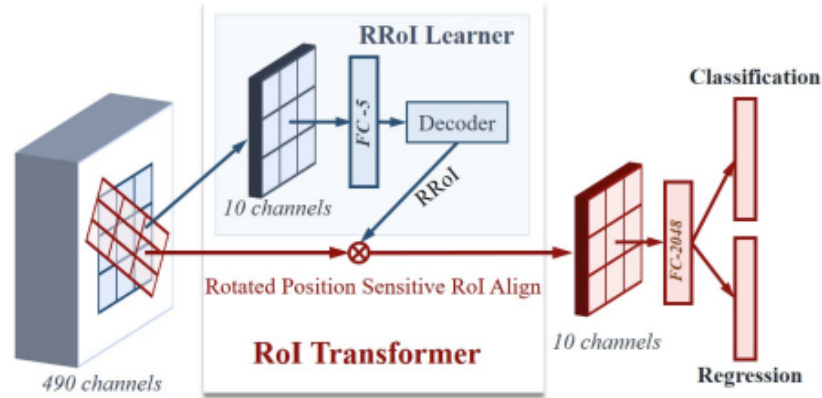 RRoI Learner
FC-5
Decoder
10 channels
RRoI
Classification
FC-2048
Rotated Position Sensitive RoI Align
RoI Transformer
10 channels
490 channels
Regression